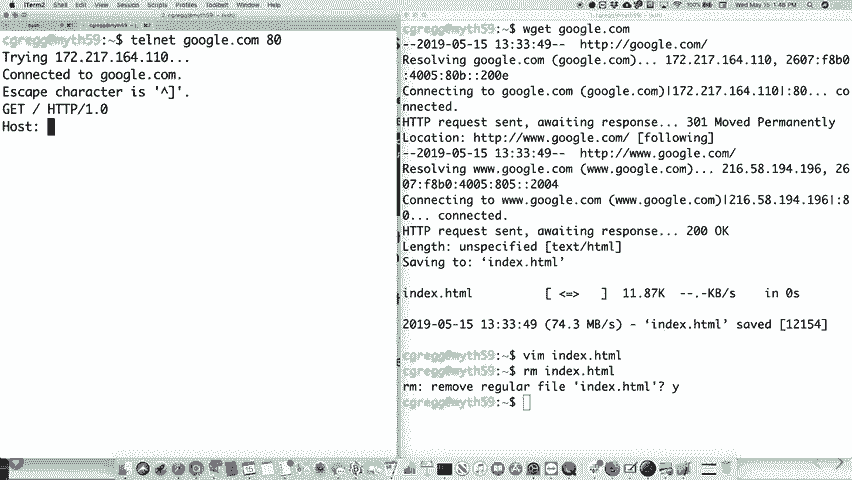 iTerm2 Shell Edit View Session Scripts Profiles Toolbelt Window Help
cgregg@myth59:~$ telnet google.com 80
Trying 172.217.164.110...
Connected to google.com.
Escape character is '^]'.
GET / HTTP/1.0
Host:
cgregg@myth59:~$ wget google.com
--2019-05-15 13:33:49--  http://google.com/
Resolving google.com (google.com)... 172.217.164.110, 2607:f8b0
:4005:80b::200e
Connecting to google.com (google.com)|172.217.164.110|:80... co
nnected.
HTTP request sent, awaiting response... 301 Moved Permanently
Location: http://www.google.com/ [following]
--2019-05-15 13:33:49--  http://www.google.com/
Resolving www.google.com (www.google.com)... 216.58.194.196, 26
07:f8b0:4005:805::2004
Connecting to www.google.com (www.google.com)|216.58.194.196|:8
0... connected.
HTTP request sent, awaiting response... 200 OK
Length: unspecified [text/html]
Saving to: ‘index.html’
index.html [ <=> ] 11.87K --.-KB/s in 0s
2019-05-15 13:33:49 (74.3 MB/s) - ‘index.html’ saved [12154]
cgregg@myth59:~$ vim index.html
cgregg@myth59:~$ rm index.html
rm: remove regular file 'index.html'? y
cgregg@myth59:~$